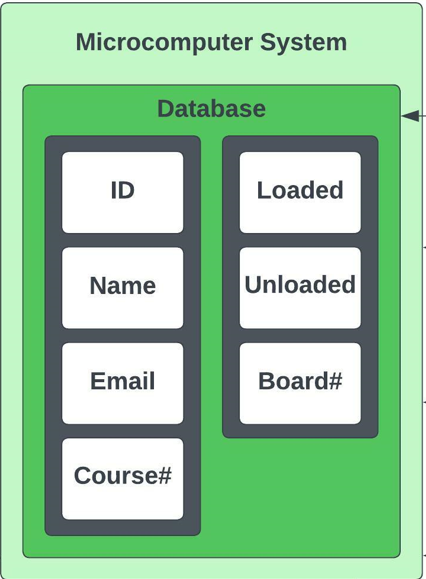 Microcomputer System
Database
ID
Name
Email
Course#
Loaded
Unloaded
Board#